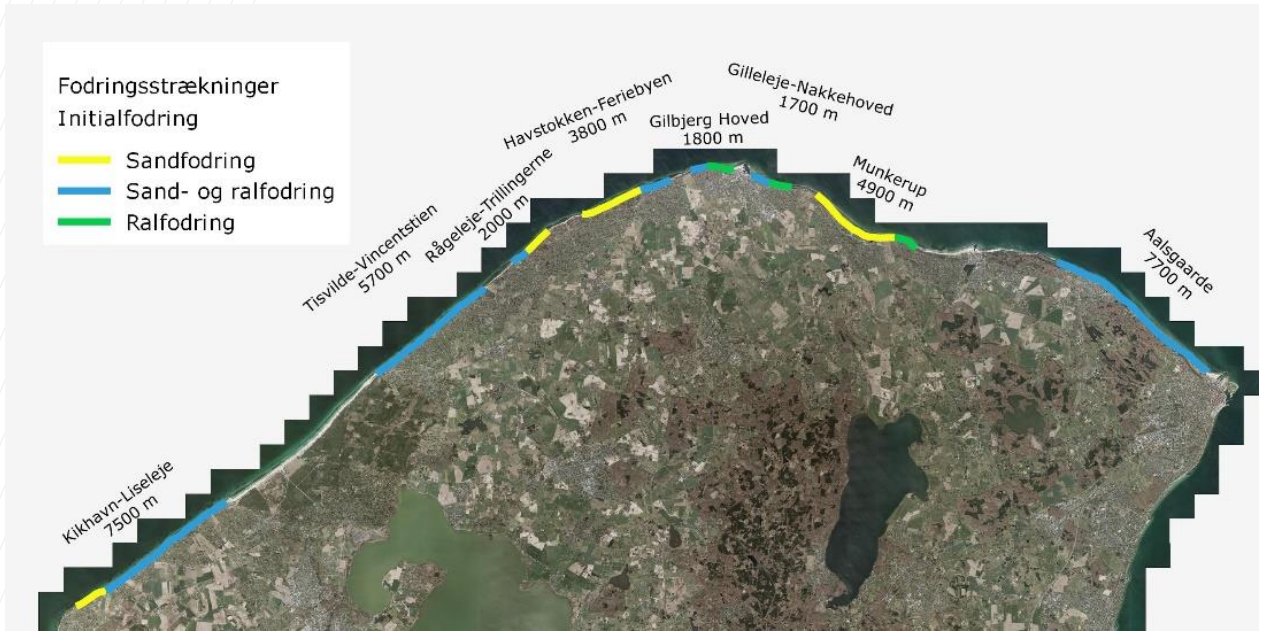 Fodringsstrækninger
Initialfodring
Sandfodring
Sand- og ralfodring
Ralfodring
Kikhavn-Liseleje
7500 m
Tisvilde-Vincentstien
5700 m
Rågeleje-Trillingerne
2000 m
Havstokken-Feriebyen
3800 m
Gilbjerg Hoved
1800 m
Gilleleje-Nakkehoved
1700 m
Munkerup
4900 m
Aalsgaarde
7700 m